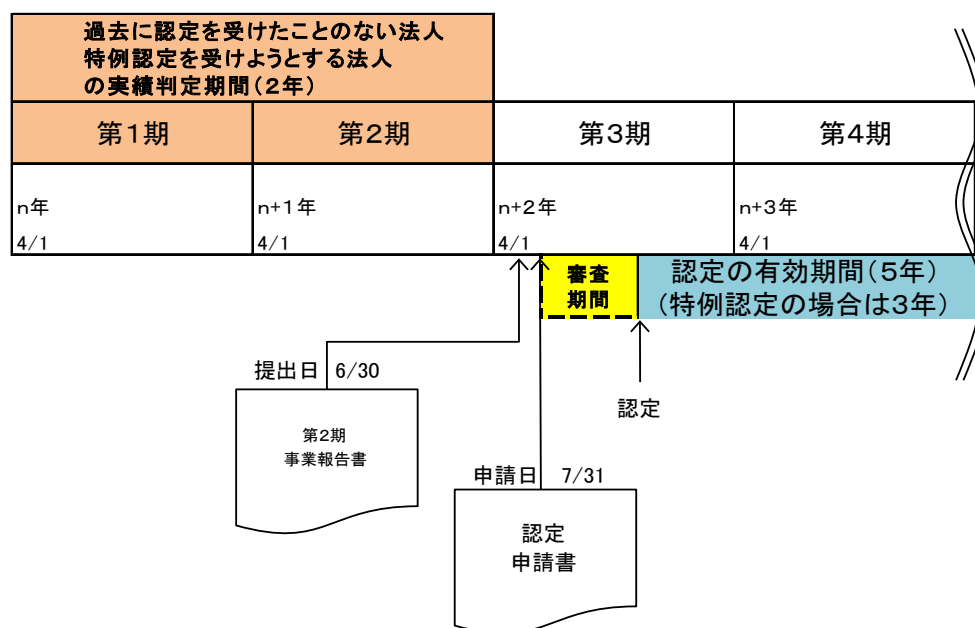 過去に認定を受けたことのない法人
特例認定を受けようとする法人
の実績判定期間(2年)
第1期
第2期
第3期
第4期
n年
4/1
n+1年
4/1
n+2年
4/1
n+3年
4/1
審査
期間
認定の有効期間(5年)
(特例認定の場合は3年)
提出日 6/30
認定
第2期
事業報告書
申請日 7/31
認定
申請書